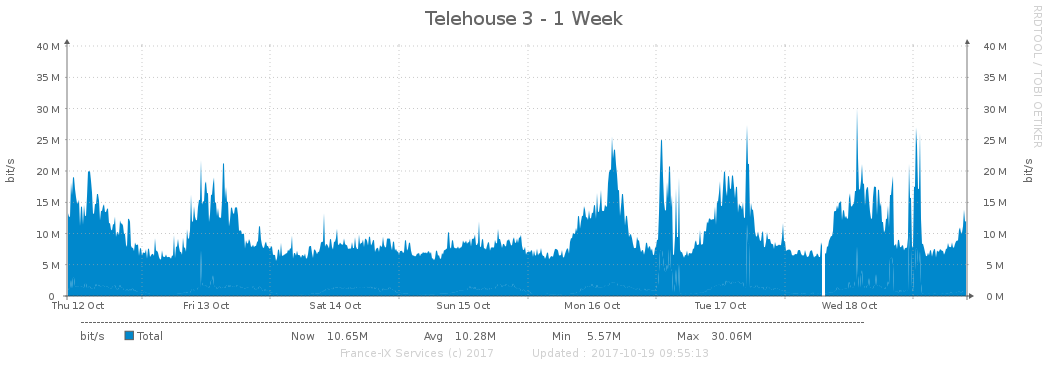 Telehouse 3 - 1 Week
RRDTOOL / TOBI OETIKER
40 M 40 M
35 M 35 M
30 M 30 M
25 M 25 M
20 M 20 M
15 M 15 M
10 M 10 M
5 M 5 M
0 0 M
bit/s
bit/s
Thu 12 Oct Fri 13 Oct Sat 14 Oct Sun 15 Oct Mon 16 Oct Tue 17 Oct Wed 18 Oct
bit/s Total Now 10.65M Avg 10.28M Min 5.57M Max 30.06M
France-IX Services (c) 2017 Updated : 2017-10-19 09:55:13